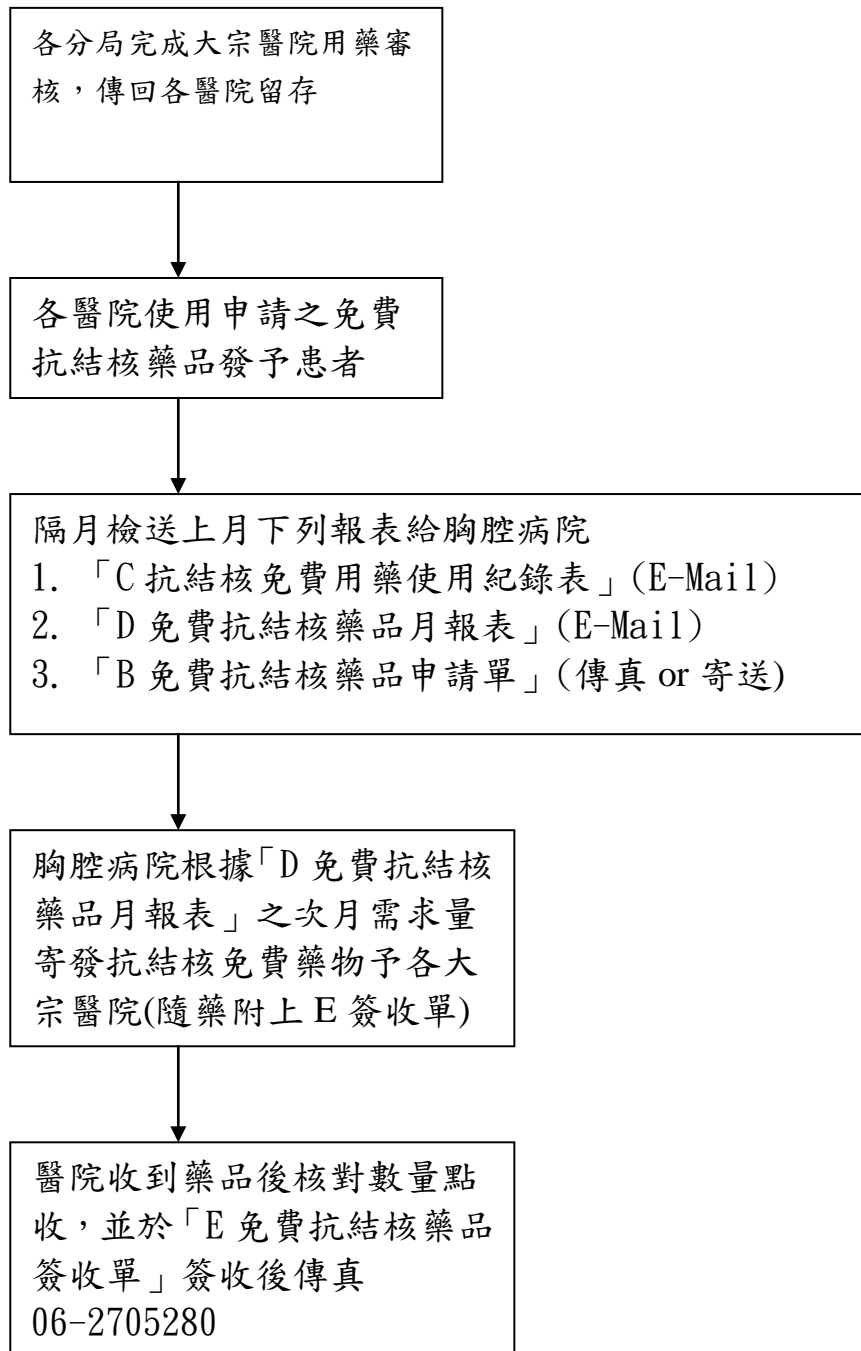 各分局完成大宗醫院用藥審
核，傳回各醫院留存
各醫院使用申請之免費
抗結核藥品發予患者
隔月檢送上月下列報表給胸腔病院
1. 「C 抗結核免費用藥使用紀錄表」(E-Mail)
2. 「D 免費抗結核藥品月報表」(E-Mail)
3. 「B 免費抗結核藥品申請單」(傳真 or 寄送)
胸腔病院根據「D 免費抗結核
藥品月報表」之次月需求量
寄發抗結核免費藥物予各大
宗醫院(隨藥附上 E 簽收單)
醫院收到藥品後核對數量點
收，並於「E 免費抗結核藥品
簽收單」簽收後傳真
06-2705280